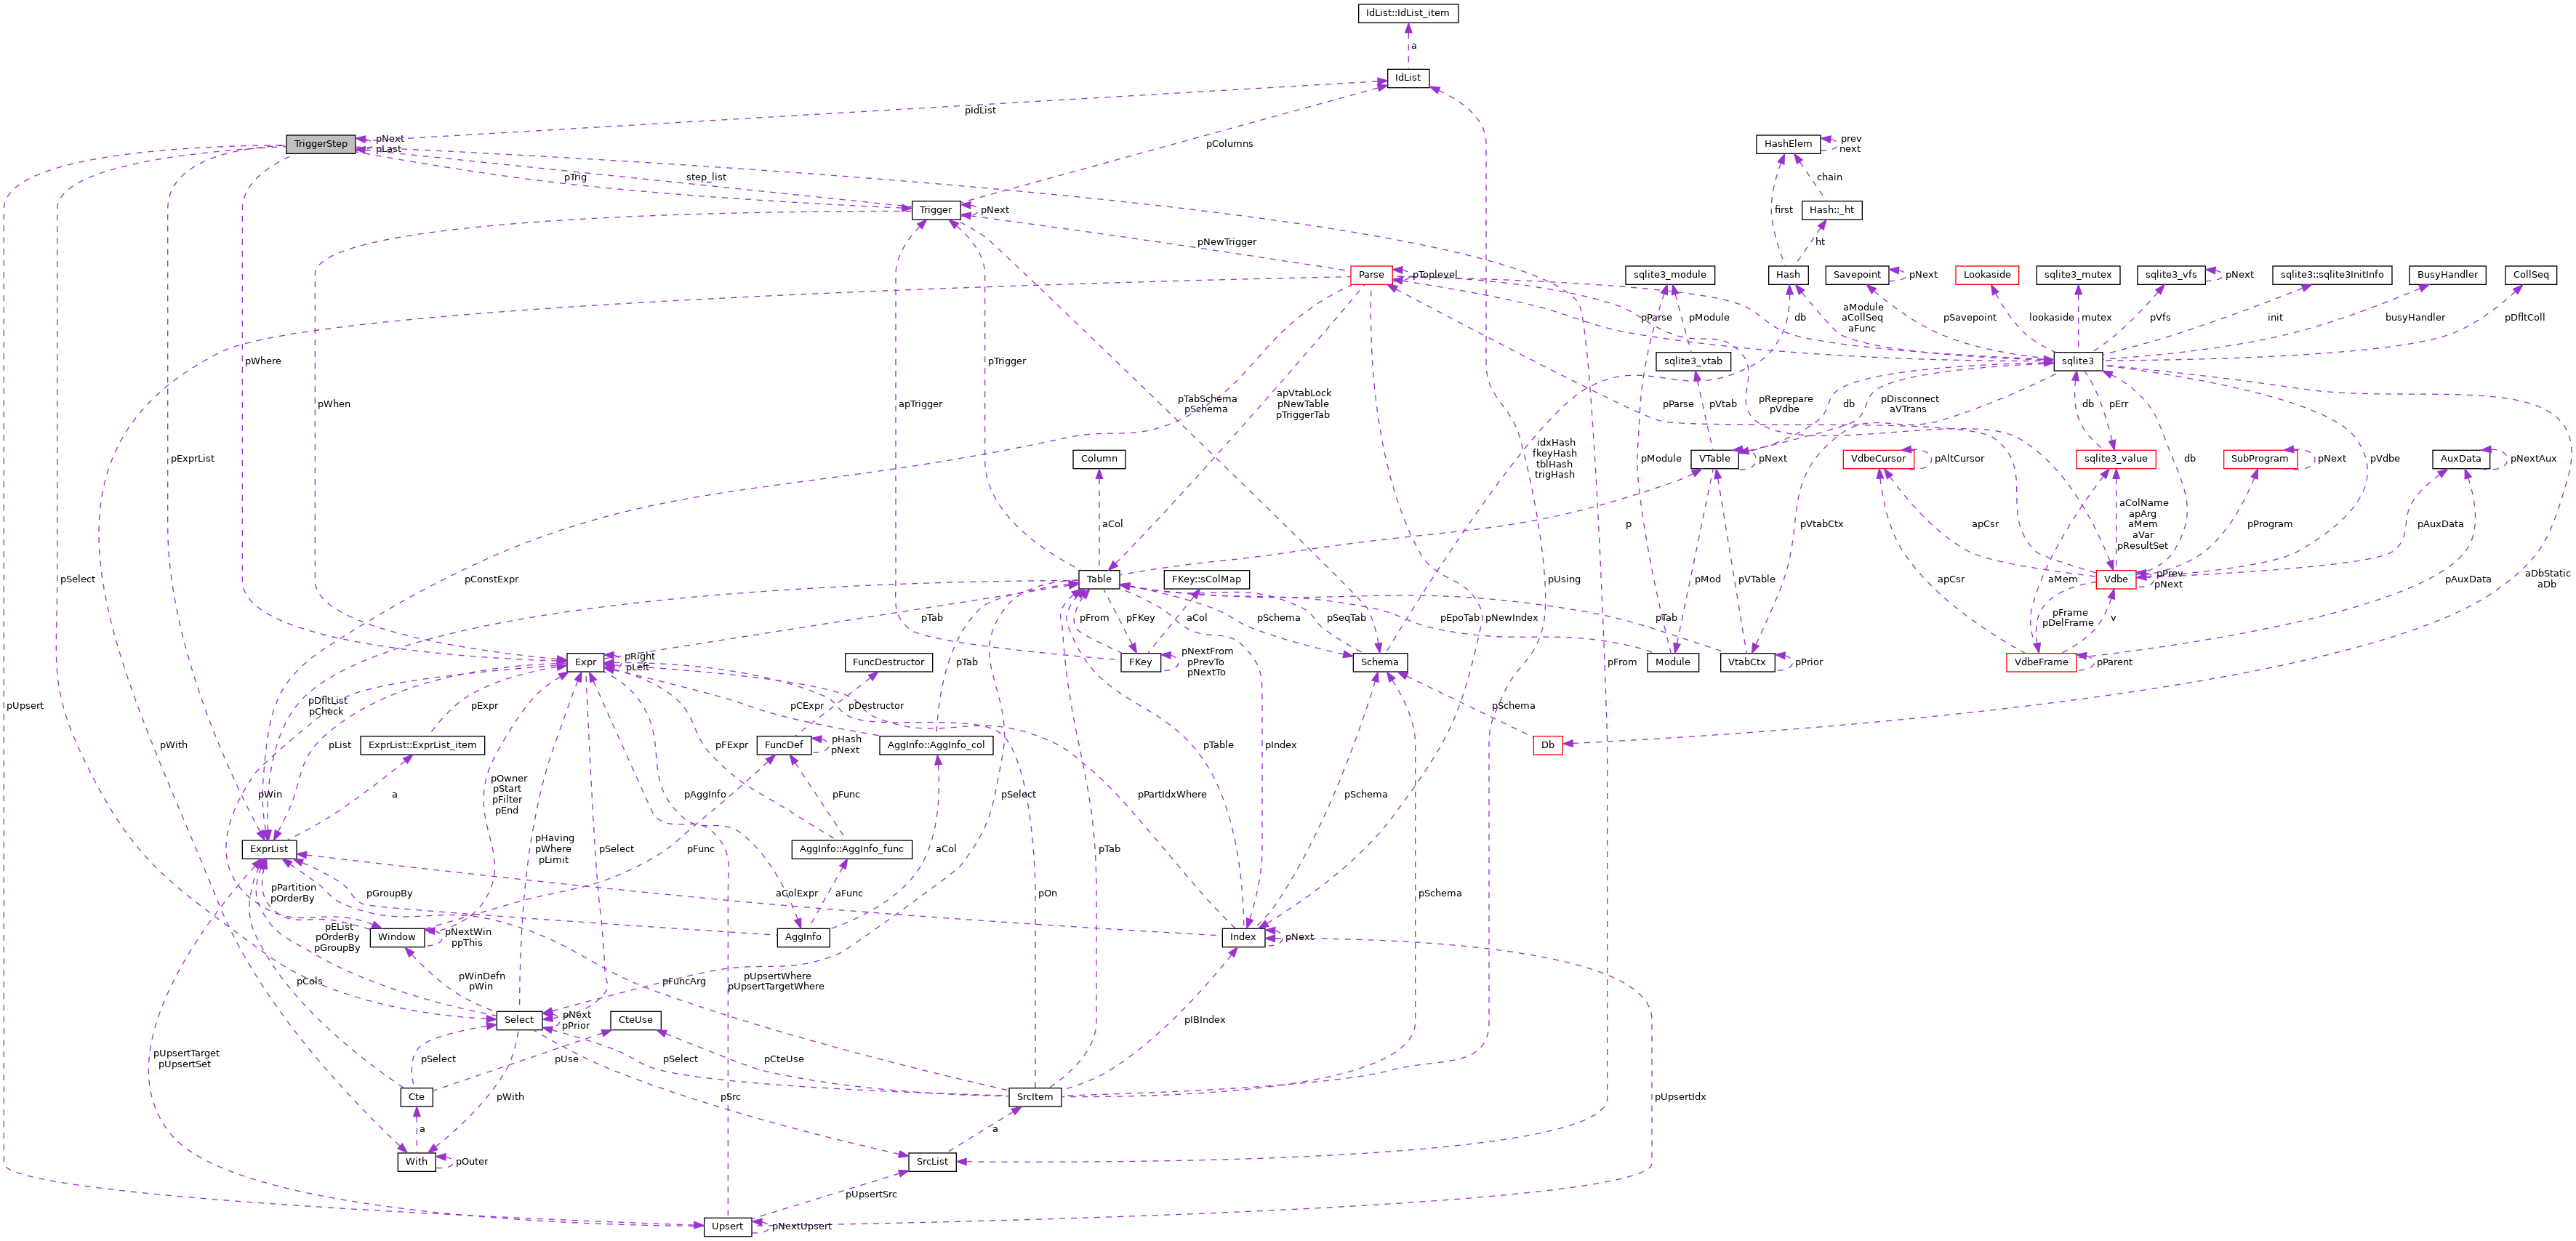 IdList::IdList_item
a
IdList
pIdList
TriggerStep
pNext
pLast
HashElem
prev
next
pColumns
pTrig
step_list
chain
Trigger
pNext
first
Hash::_ht
pNewTrigger
ht
Parse
pToplevel
sqlite3_module
Hash
Savepoint
pNext
Lookaside
sqlite3_mutex
sqlite3_vfs
pNext
sqlite3::sqlite3InitInfo
BusyHandler
CollSeq
pParse
pModule
db
aModule
aCollSeq
aFunc
pSavepoint
lookaside
mutex
pVfs
init
busyHandler
pDfltColl
pWhere
pTrigger
sqlite3_vtab
sqlite3
pWhen
apTrigger
pTabSchema
pSchema
apVtabLock
pNewTable
pTriggerTab
pParse
pVtab
pReprepare
pVdbe
db
pDisconnect
aVTrans
db
pErr
pExprList
Column
idxHash
fkeyHash
tblHash
trigHash
pModule
VTable
pNext
VdbeCursor
pAltCursor
sqlite3_value
db
SubProgram
pNext
pVdbe
AuxData
pNextAux
aCol
p
pVtabCtx
apCsr
aColName
apArg
aMem
aVar
pResultSet
pProgram
pAuxData
pSelect
pConstExpr
Table
FKey::sColMap
pUsing
pMod
pVTable
apCsr
aMem
Vdbe
pPrev
pNext
pAuxData
aDbStatic
aDb
pTab
pFrom
pFKey
aCol
pSchema
pSeqTab
pEpoTab
pNewIndex
pTab
pFrame
pDelFrame
v
Expr
pRight
pLeft
FuncDestructor
FKey
pNextFrom
pPrevTo
pNextTo
Schema
pFrom
Module
VtabCtx
pPrior
VdbeFrame
pParent
pTab
pUpsert
pDfltList
pCheck
pExpr
pCExpr
pDestructor
pSchema
pWith
pList
ExprList::ExprList_item
pFExpr
FuncDef
pHash
pNext
AggInfo::AggInfo_col
pTable
pIndex
Db
pWin
a
pOwner
pStart
pFilter
pEnd
pAggInfo
pFunc
pSelect
pPartIdxWhere
pSchema
ExprList
pHaving
pWhere
pLimit
pSelect
pFunc
AggInfo::AggInfo_func
aCol
pTab
pPartition
pOrderBy
pGroupBy
aColExpr
aFunc
pOn
pSchema
pEList
pOrderBy
pGroupBy
Window
pNextWin
ppThis
AggInfo
Index
pNext
pCols
pWinDefn
pWin
pFuncArg
pUpsertWhere
pUpsertTargetWhere
Select
pNext
pPrior
CteUse
pIBIndex
pUpsertTarget
pUpsertSet
pSelect
pUse
pSelect
pCteUse
Cte
pWith
pSrc
SrcItem
pUpsertIdx
a
a
With
pOuter
SrcList
pUpsertSrc
Upsert
pNextUpsert